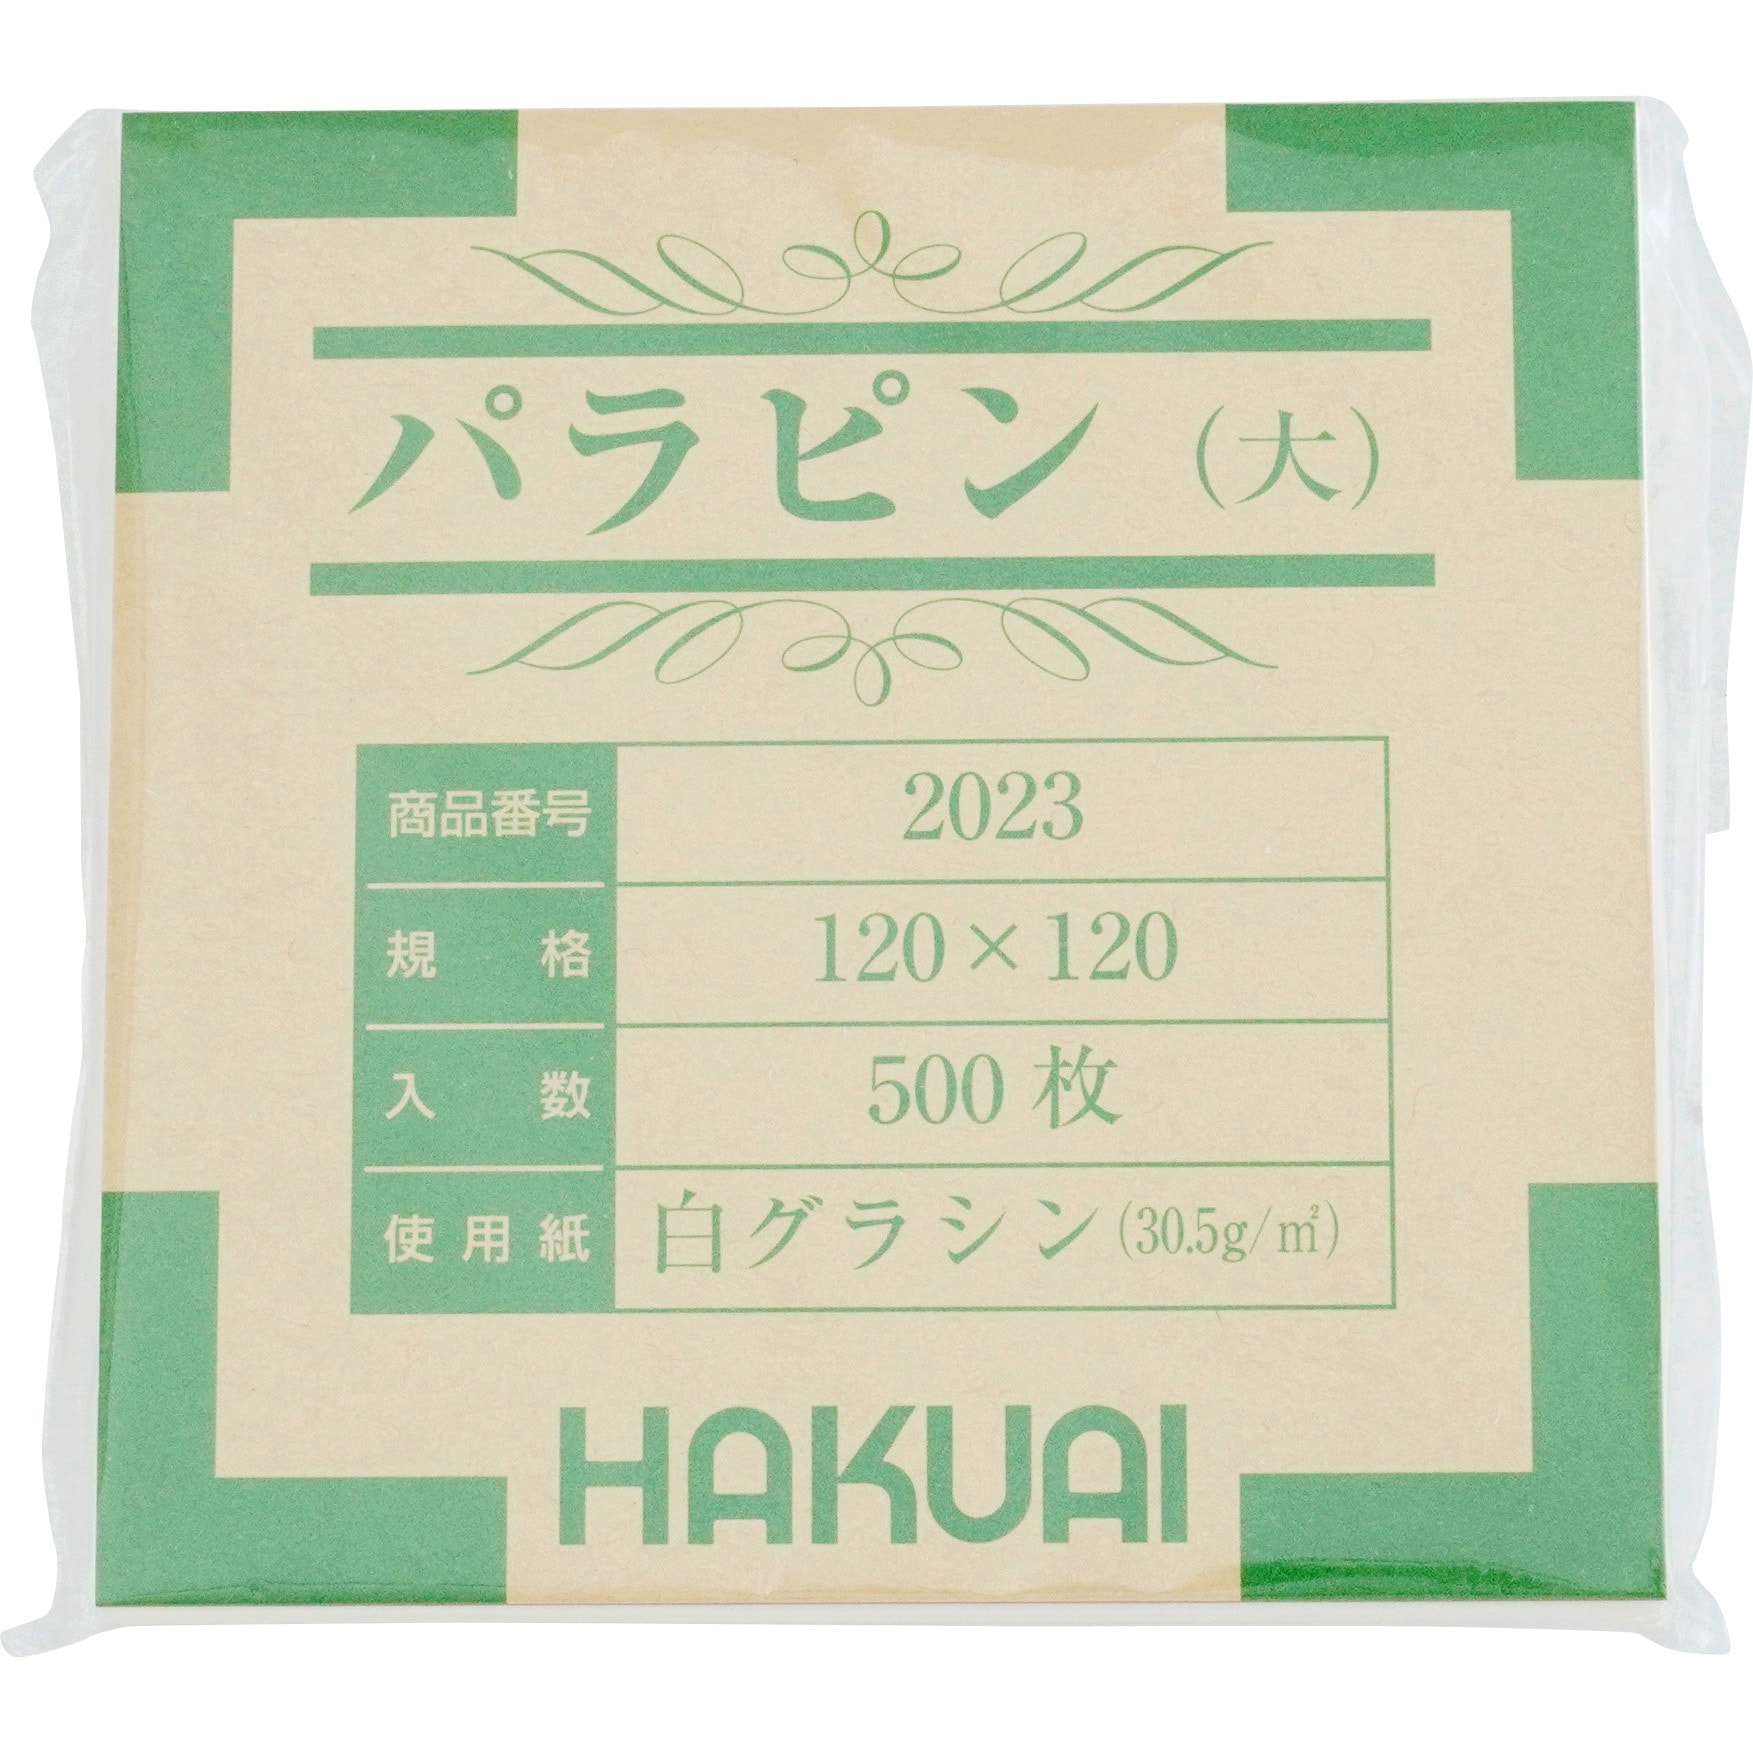 パラピン（大）
商品番号 2023
規格 120×120
入数 500枚
使用紙 白グラシン(30.5g/㎡)
HAKUAI